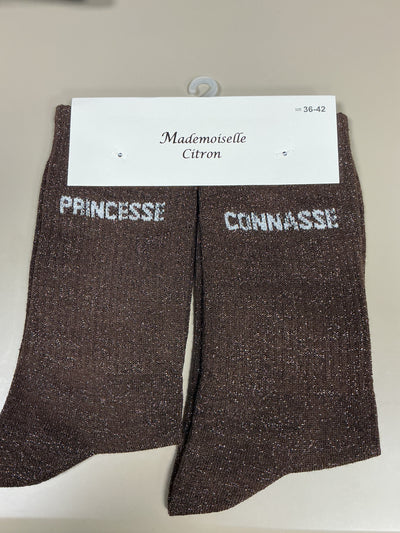 36-42
Mademoiselle
Citron
PRINCESSE
CONNASSE